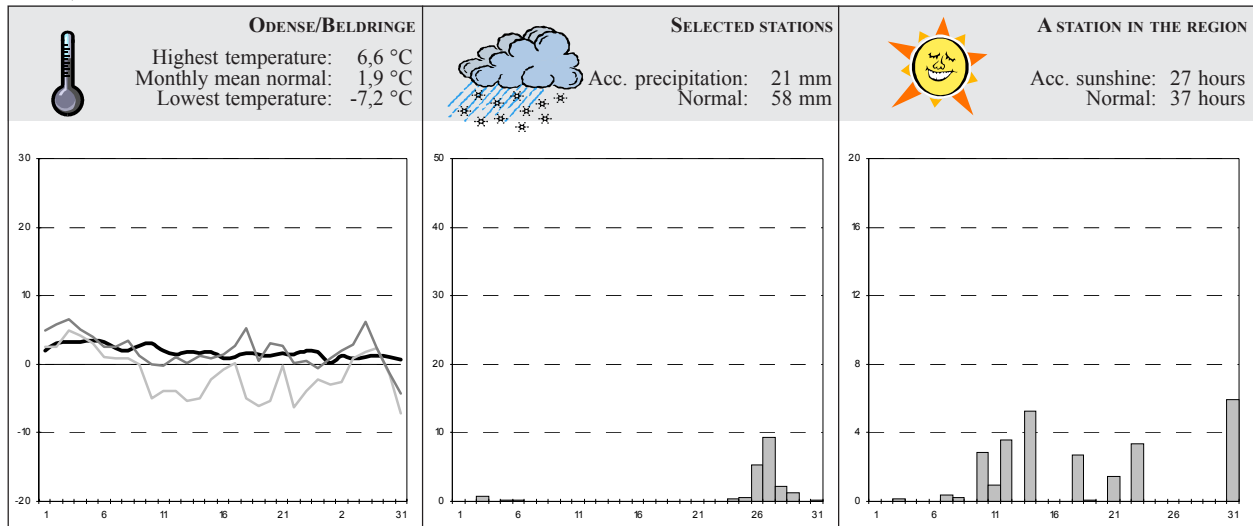 ODENSE/BELDRINGE
Highest temperature: 6,6 °C
Monthly mean normal: 1,9 °C
Lowest temperature: -7,2 °C
SELECTED STATIONS
Acc. precipitation: 21 mm
Normal: 58 mm
A STATION IN THE REGION
Acc. sunshine: 27 hours
Normal: 37 hours
30
20
10
0
-10
-20
1 6 11 16 21 2 31
50
40
30
20
10
0
1 6 11 16 21 26 31
20
16
12
8
4
0
1 6 11 16 21 26 31